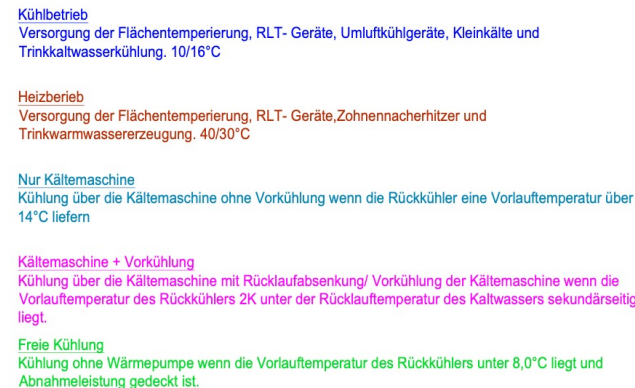 Kühlbetrieb
Versorgung der Flächentemperierung, RLT- Geräte, Umluftkühlgeräte, Kleinkälte und
Trinkkaltwasserkühlung. 10/16°C
Heizberieb
Versorgung der Flächentemperierung, RLT- Geräte,Zohnennacherhitzer und
Trinkwarmwassererzeugung. 40/30°C
Nur Kältemaschine
Kühlung über die Kältemaschine ohne Vorkühlung wenn die Rückkühler eine Vorlauftemperatur über
14°C liefern
Kältemaschine + Vorkühlung
Kühlung über die Kältemaschine mit Rücklaufabsenkung/ Vorkühlung der Kältemaschine wenn die
Vorlauftemperatur des Rückkühlers 2K unter der Rücklauftemperatur des Kaltwassers sekundärseitig
liegt.
Freie Kühlung
Kühlung ohne Wärmepumpe wenn die Vorlauftemperatur des Rückkühlers unter 8,0°C liegt und
Abnahmeleistung gedeckt ist.